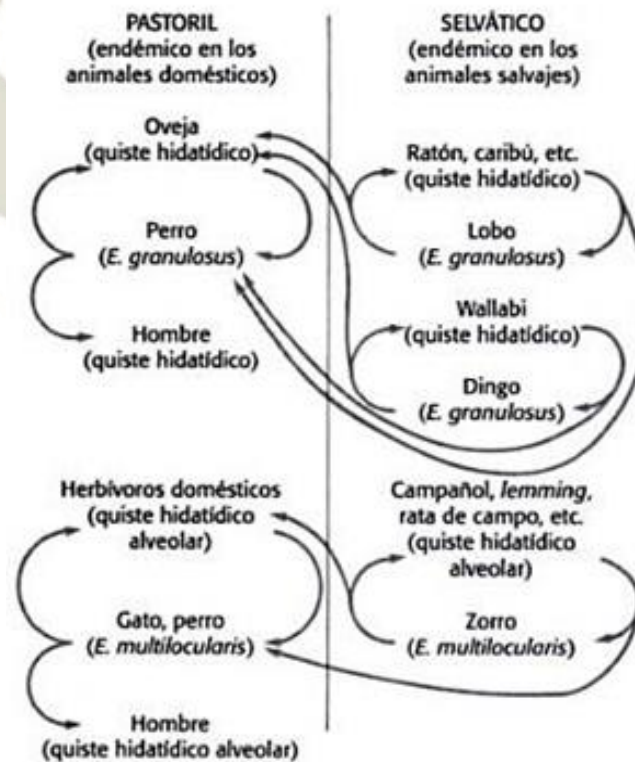 PASTORIL
(endémico en los
animales domésticos)
Oveja
(quiste hidatídico)
Perro
(E. granulosus)
Hombre
(quiste hidatídico)
Herbívoros domésticos
(quiste hidatídico
alveolar)
Gato, perro
(E. multilocularis)
Hombre
(quiste hidatídico alveolar)
SELVÁTICO
(endémico en los
animales salvajes)
Ratón, caribú, etc.
(quiste hidatídico)
Lobo
(E. granulosus)
Wallabi
(quiste hidatídico)
Dingo
(E. granulosus)
Campañol, lemming,
rata de campo, etc.
(quiste hidatídico
alveolar)
Zorro
(E. multilocularis)